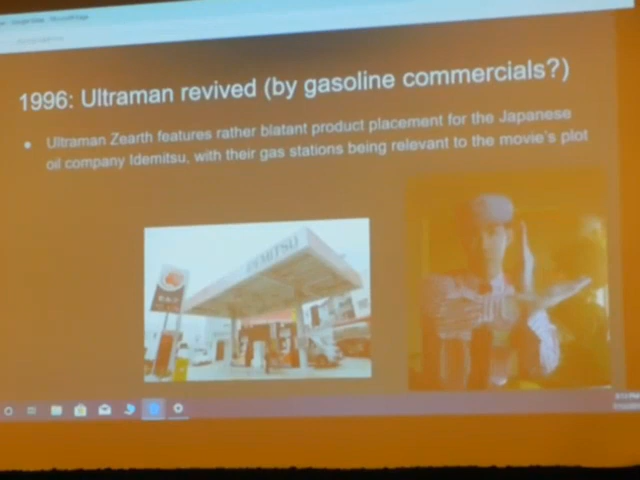 1996: Ultraman revived (by gasoline commercials?)
● Ultraman Zearth features rather blatant product placement for the Japanese
oil company Idemitsu, with their gas stations being relevant to the movie's plot
IDEMITSU